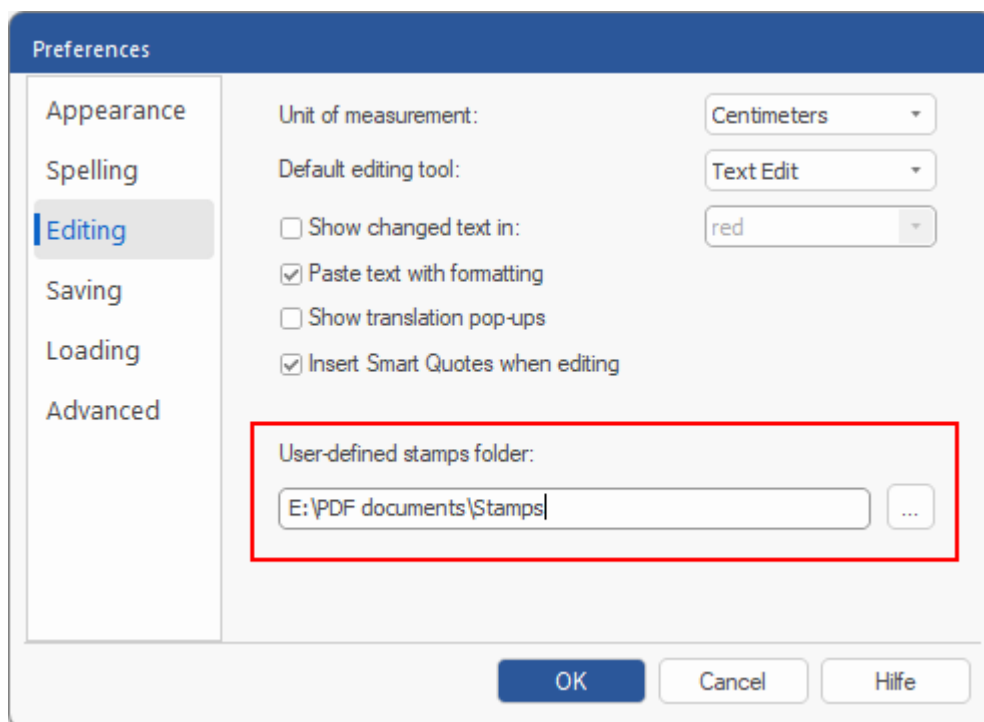 Preferences
Appearance
Spelling
Editing
Saving
Loading
Advanced
Unit of measurement: Centimeters
Default editing tool: Text Edit
Show changed text in: red
Paste text with formatting
Show translation pop-ups
Insert Smart Quotes when editing
User-defined stamps folder:
E:\PDF documents\Stamps ...
OK Cancel Hilfe